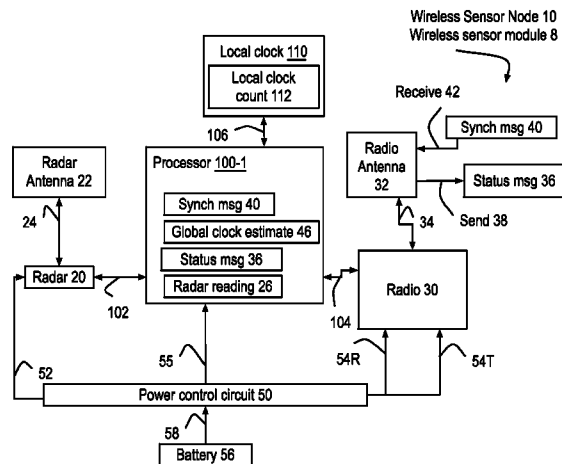 Wireless Sensor Node 10
Wireless sensor module 8
Local clock 110
Local clock
count 112
Receive 42
Synch msg 40
106
Radar
Antenna 22
Processor 100-1
Radio
Antenna
32
Status msg 36
Synch msg 40
Global clock estimate 46
Status msg 36
Radar reading 26
24
34
Send 38
Radar 20
102
104
Radio 30
52
55
54R
54T
Power control circuit 50
58
Battery 56